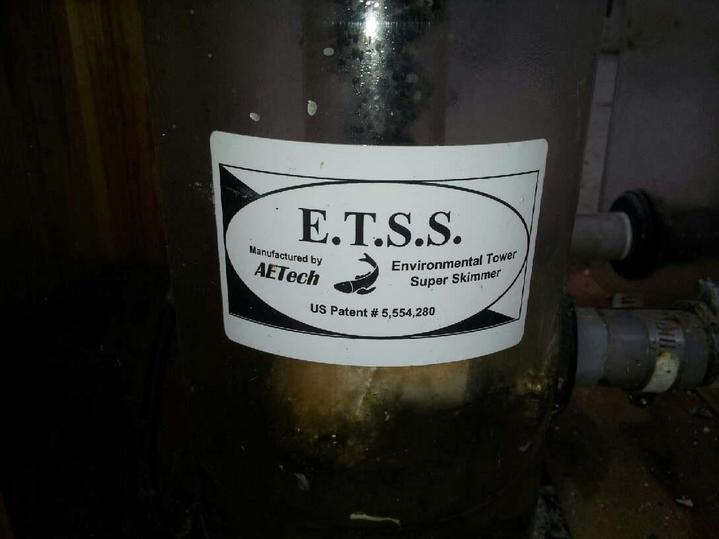 E.T.S.S.
Manufactured by
AETech
Environmental Tower
Super Skimmer
US Patent # 5,554,280